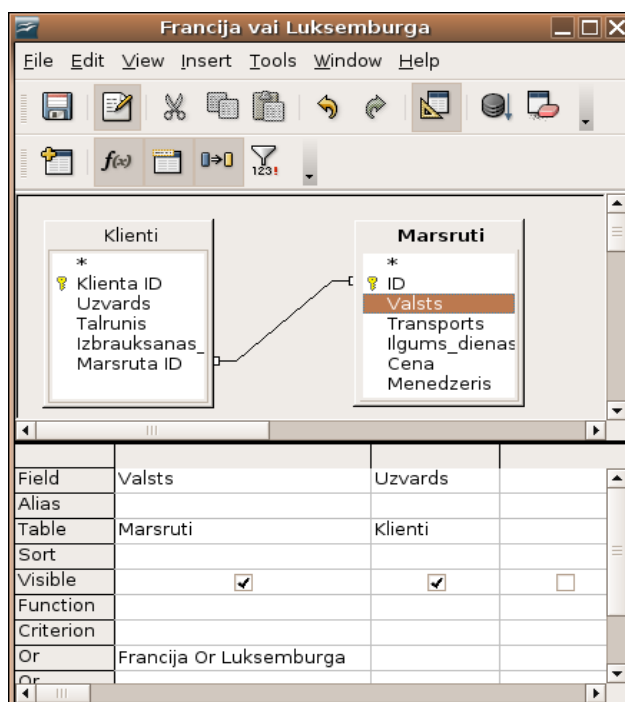 Francija vai Luksemburga
File Edit View Insert Tools Window Help
f(x) 123!
Klienti
*
Klienta ID
Uzvards
Talrunis
Izbrauksanas_
Marsruta ID
Marsruti
*
ID
Valsts
Transports
Ilgums_dienas
Cena
Menedzeris
Field Valsts Uzvards
Alias
Table Marsruti Klienti
Sort
Visible
Function
Criterion
Or Francija Or Luksemburga
Or